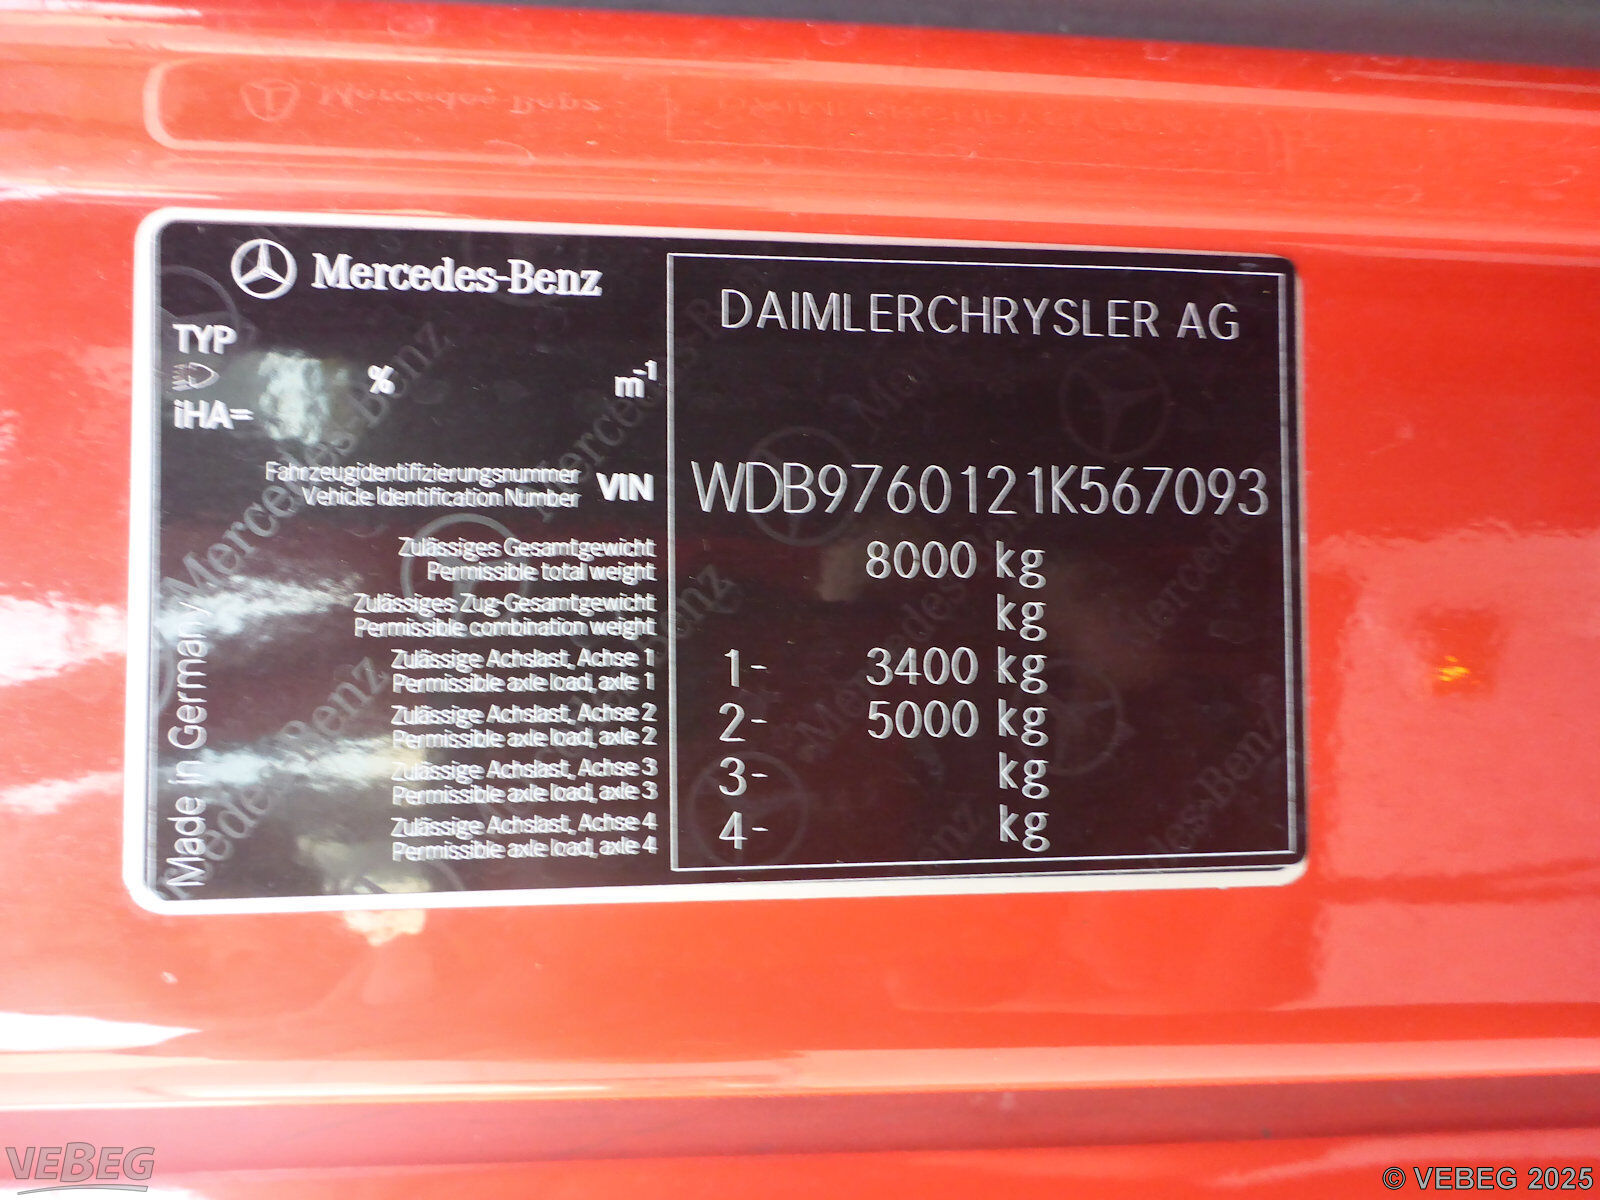 Mercedes-Benz
DAIMLERCHRYSLER AG
TYP
% m-1
iHA=
Fahrzeugidentifizierungsnummer
Vehicle Identification Number
VIN WDB9760121K567093
Zulässiges Gesamtgewicht
Permissible total weight
8000 kg
Zulässiges Zug-Gesamtgewicht
Permissible combination weight
kg
Zulässige Achslast, Achse 1
Permissible axle load, axle 1
1- 3400 kg
Zulässige Achslast, Achse 2
Permissible axle load, axle 2
2- 5000 kg
Zulässige Achslast, Achse 3
Permissible axle load, axle 3
3- kg
Zulässige Achslast, Achse 4
Permissible axle load, axle 4
4- kg
Made in Germany
VEBEG
© VEBEG 2025